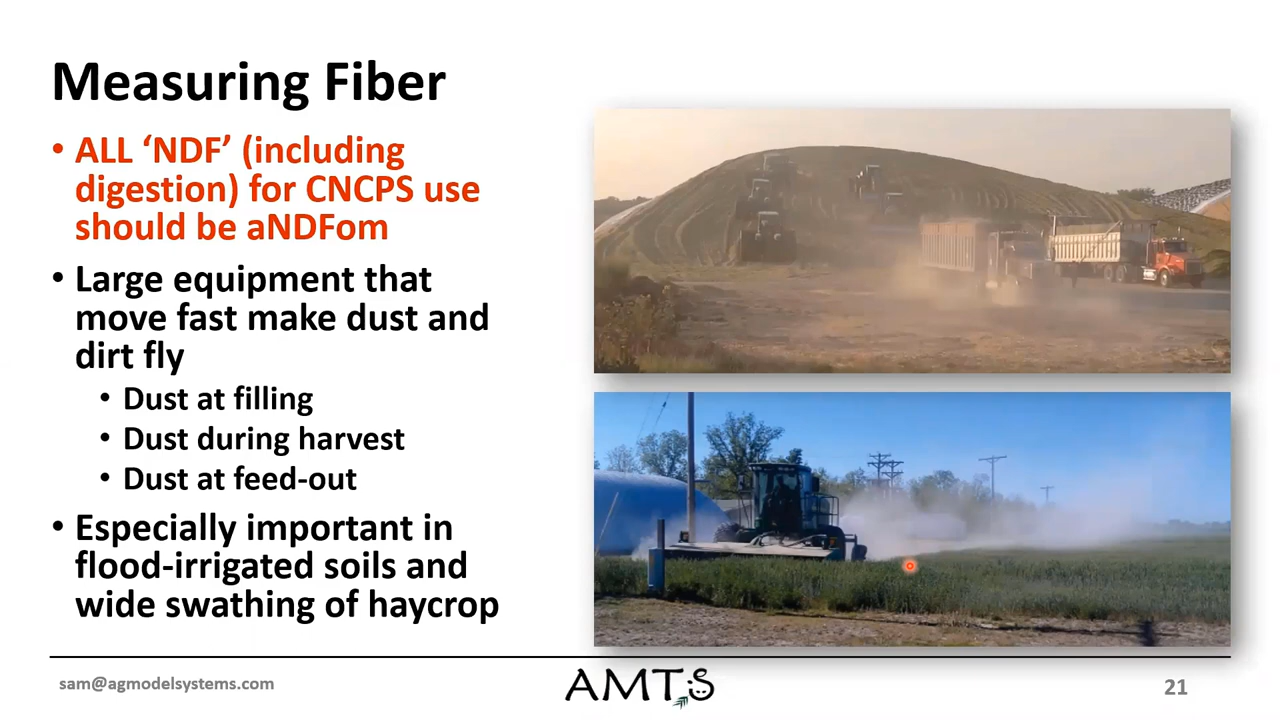 Measuring Fiber
• ALL ‘NDF’ (including
digestion) for CNCPS use
should be aNDFom
• Large equipment that
move fast make dust and
dirt fly
• Dust at filling
• Dust during harvest
• Dust at feed-out
• Especially important in
flood-irrigated soils and
wide swathing of haycrop
sam@agmodelsystems.com
AMTS
21